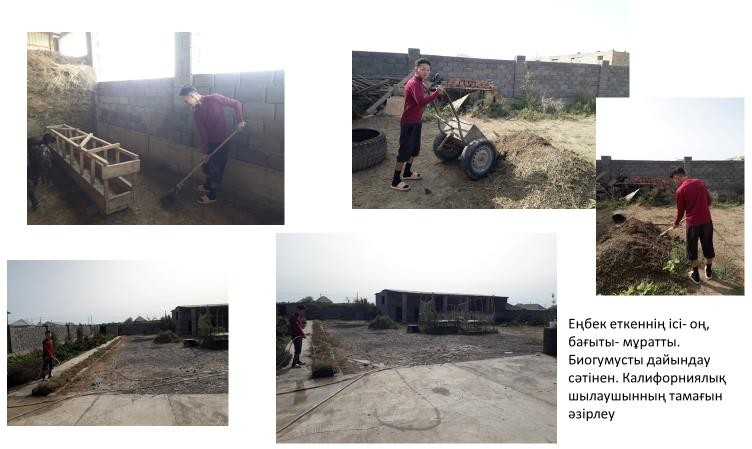 Еңбек еткеннің ісі- оң,
бағыты- мұратты.
Биогумусты дайындау
сәтінен. Калифорниялық
шылаушынның тамағын
әзірлеу